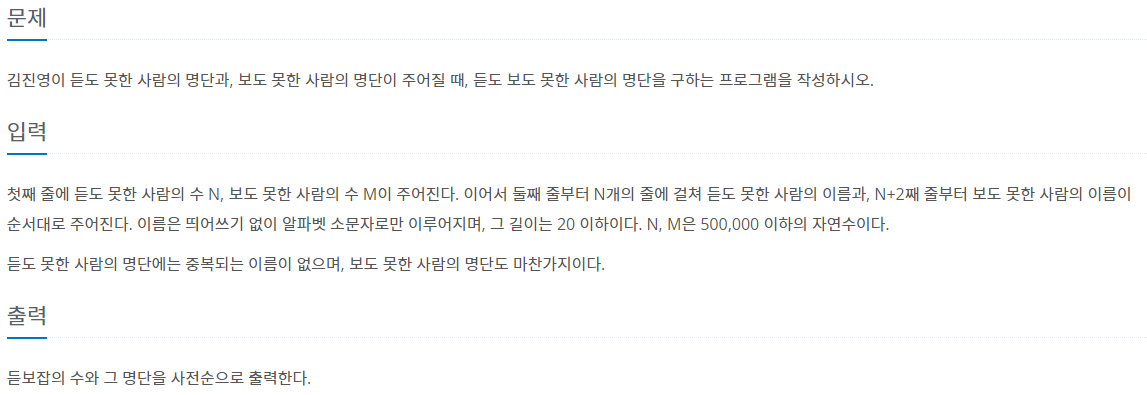 문제
김진영이 듣도 못한 사람의 명단과, 보도 못한 사람의 명단이 주어질 때, 듣도 보도 못한 사람의 명단을 구하는 프로그램을 작성하시오.
입력
첫째 줄에 듣도 못한 사람의 수 N, 보도 못한 사람의 수 M이 주어진다. 이어서 둘째 줄부터 N개의 줄에 걸쳐 듣도 못한 사람의 이름과, N+2째 줄부터 보도 못한 사람의 이름이
순서대로 주어진다. 이름은 띄어쓰기 없이 알파벳 소문자로만 이루어지며, 그 길이는 20 이하이다. N, M은 500,000 이하의 자연수이다.
듣도 못한 사람의 명단에는 중복되는 이름이 없으며, 보도 못한 사람의 명단도 마찬가지이다.
출력
듣보잡의 수와 그 명단을 사전순으로 출력한다.